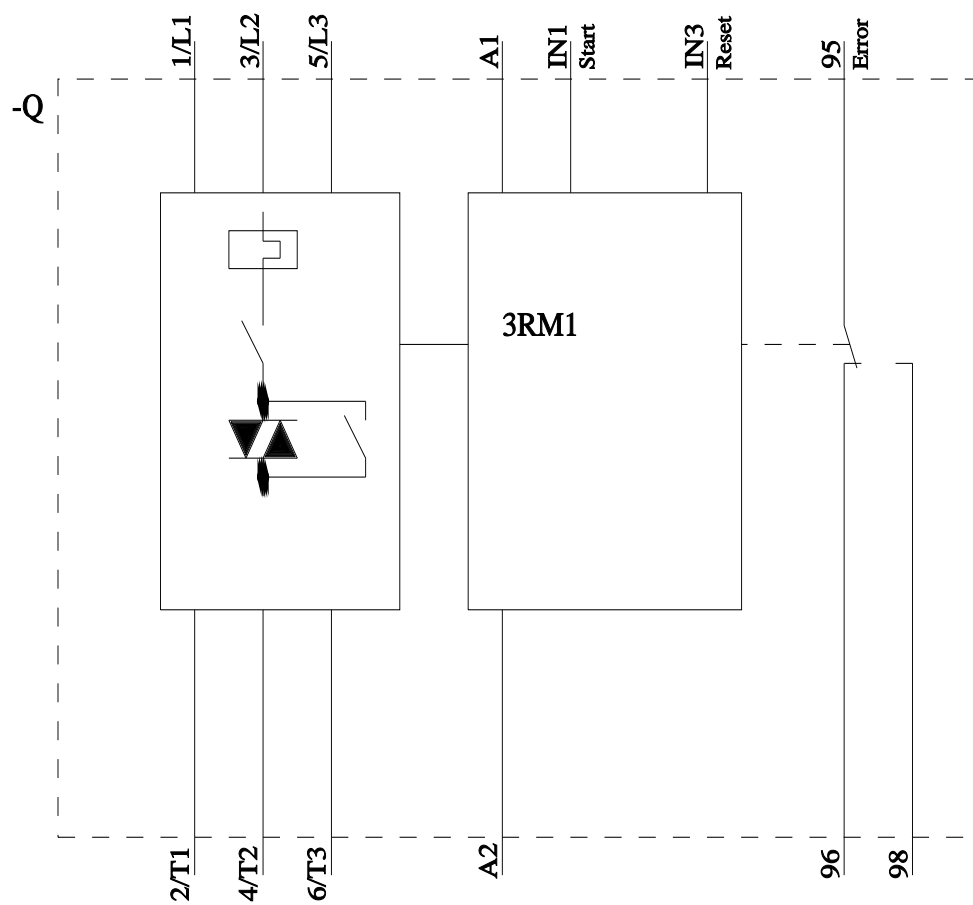 1/L1
3/L2
5/L3
A1
IN1
Start
IN3
Reset
95
Error
-Q
3RM1
2/T1
4/T2
6/T3
A2
96
98